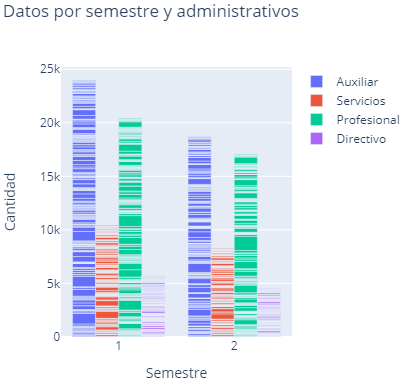 Datos por semestre y administrativos
25k
20k
15k
10k
5k
0
Cantidad
1
2
Semestre
Auxiliar
Servicios
Profesional
Directivo